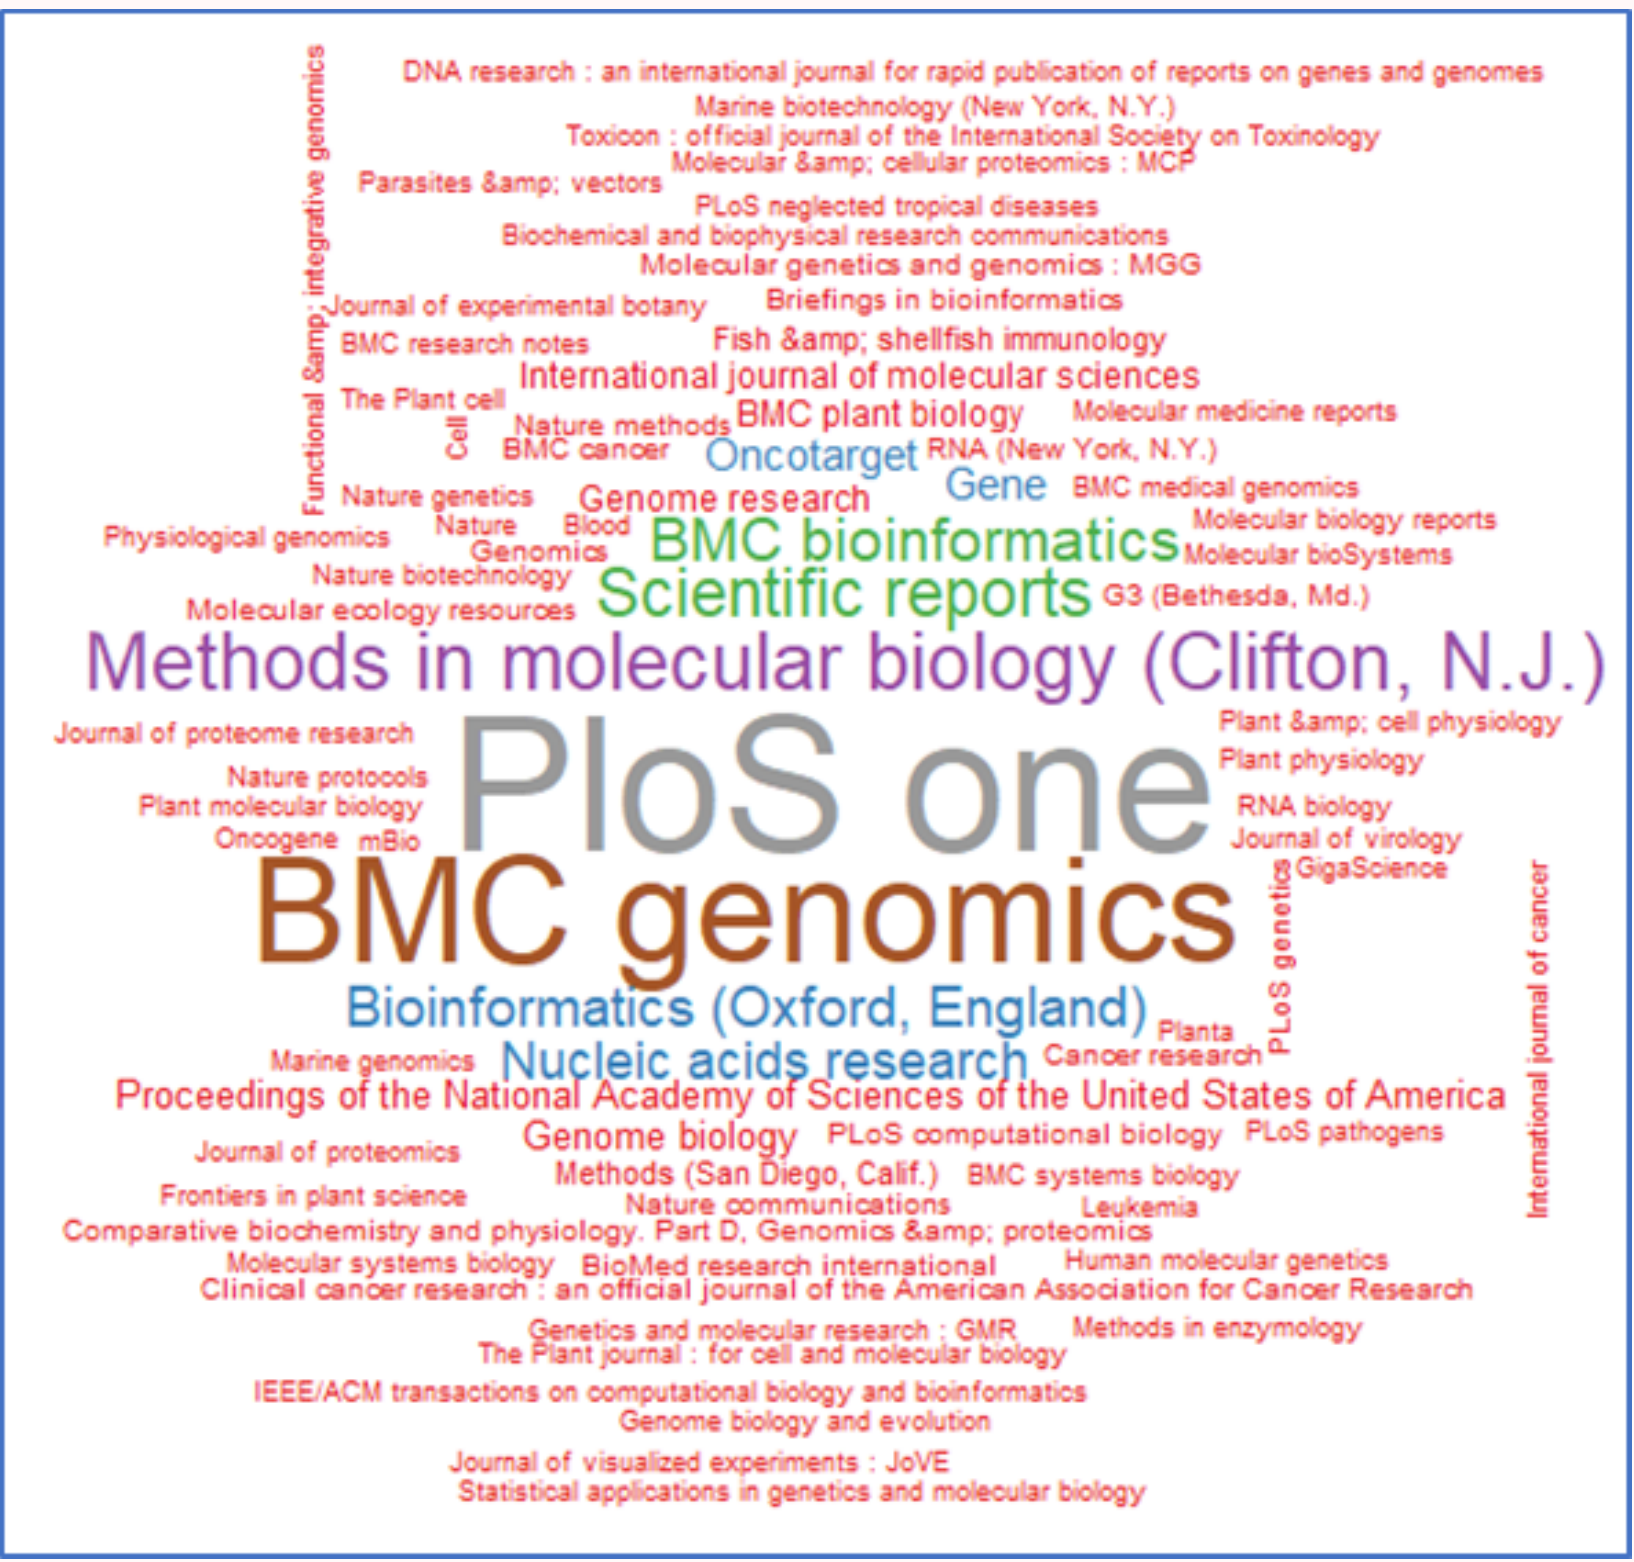 Functional &amp; integrative genomics
DNA research : an international journal for rapid publication of reports on genes and genomes
Marine biotechnology (New York, N.Y.)
Toxicon : official journal of the International Society on Toxinology
Molecular &amp; cellular proteomics : MCP
Parasites &amp; vectors
PLoS neglected tropical diseases
Biochemical and biophysical research communications
Molecular genetics and genomics : MGG
Journal of experimental botany
Briefings in bioinformatics
BMC research notes
Fish &amp; shellfish immunology
International journal of molecular sciences
The Plant cell
Cell
Nature methods
BMC plant biology
Molecular medicine reports
BMC cancer
Oncotarget
RNA (New York, N.Y.)
Nature genetics
Genome research
Gene
BMC medical genomics
Physiological genomics
Nature
Blood
BMC bioinformatics
Molecular biology reports
Genomics
Molecular bioSystems
Nature biotechnology
Scientific reports
G3 (Bethesda, Md.)
Molecular ecology resources
Methods in molecular biology (Clifton, N.J.)
Journal of proteome research
PloS one
Plant &amp; cell physiology
Nature protocols
Plant physiology
Plant molecular biology
RNA biology
Oncogene
mBio
Journal of virology
BMC genomics
GigaScience
PLoS genetics
International journal of cancer
Bioinformatics (Oxford, England)
Planta
Marine genomics
Nucleic acids research
Cancer research
Proceedings of the National Academy of Sciences of the United States of America
Genome biology
PLoS computational biology
PLoS pathogens
Journal of proteomics
Methods (San Diego, Calif.)
BMC systems biology
Frontiers in plant science
Nature communications
Leukemia
Comparative biochemistry and physiology. Part D, Genomics &amp; proteomics
Molecular systems biology
BioMed research international
Human molecular genetics
Clinical cancer research : an official journal of the American Association for Cancer Research
Genetics and molecular research : GMR
Methods in enzymology
The Plant journal : for cell and molecular biology
IEEE/ACM transactions on computational biology and bioinformatics
Genome biology and evolution
Journal of visualized experiments : JoVE
Statistical applications in genetics and molecular biology